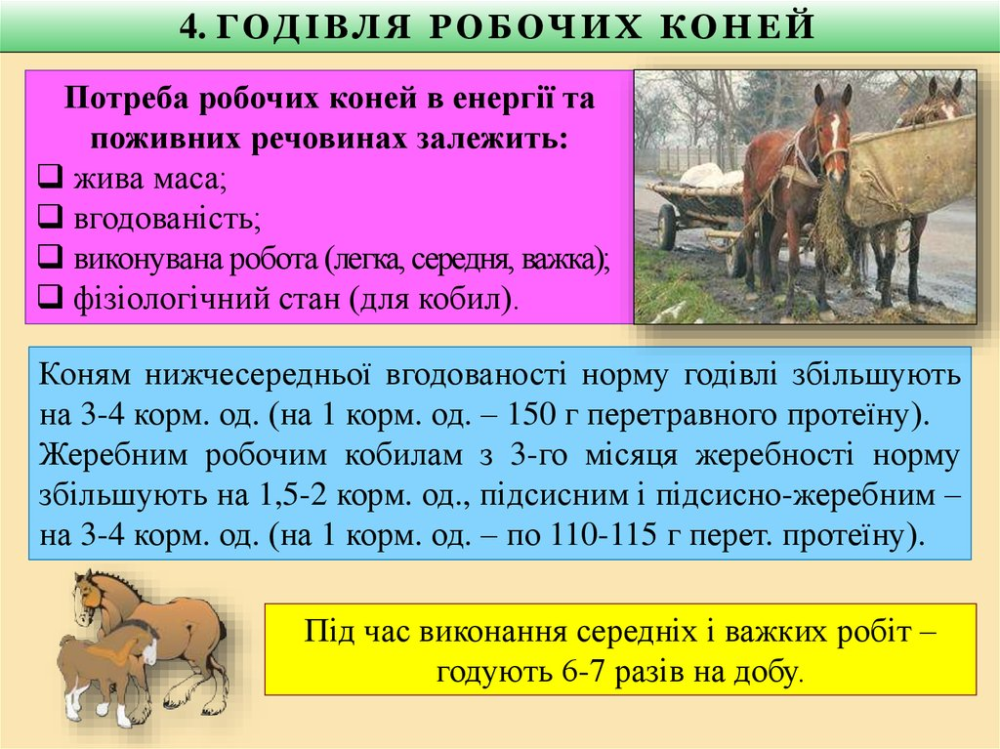 4. ГОДІВЛЯ РОБОЧИХ КОНЕЙ
Потреба робочих коней в енергії та
поживних речовинах залежить:
❑ жива маса;
❑ вгодованість;
❑ виконувана робота (легка, середня, важка);
❑ фізіологічний стан (для кобил).
Коням нижчесередньої вгодованості норму годівлі збільшують
на 3-4 корм. од. (на 1 корм. од. – 150 г перетравного протеїну).
Жеребним робочим кобилам з 3-го місяця жеребності норму
збільшують на 1,5-2 корм. од., підсисним і підсисно-жеребним –
на 3-4 корм. од. (на 1 корм. од. – по 110-115 г перет. протеїну).
Під час виконання середніх і важких робіт –
годують 6-7 разів на добу.